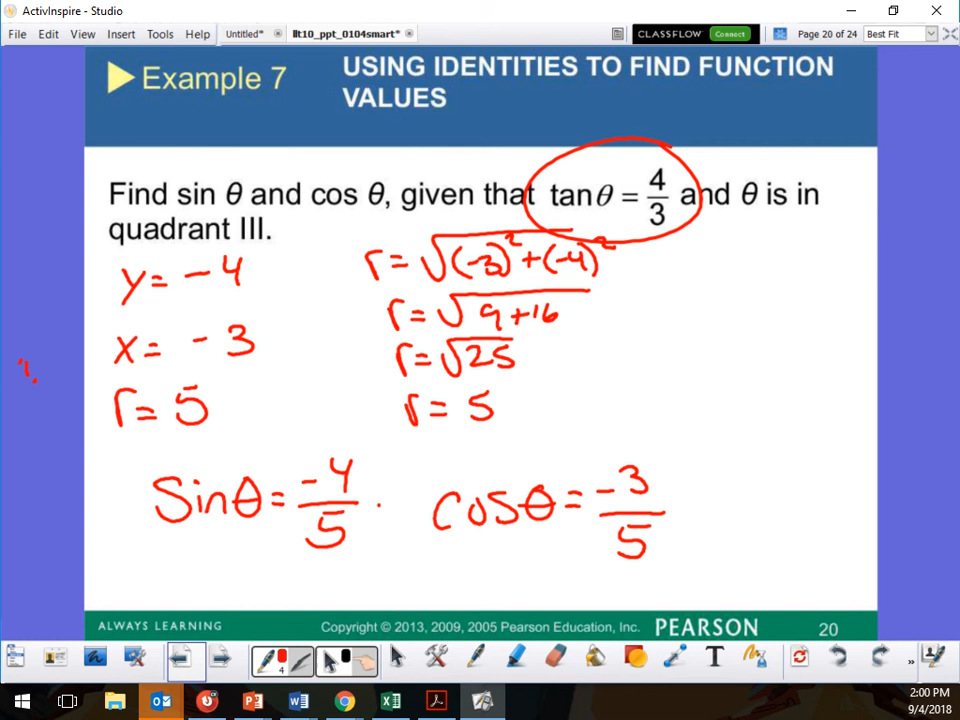 ActivInspire - Studio
File Edit View Insert Tools Help Untitled* llt10_ppt_0104smart* CLASSFLOW Connect Page 20 of 24 Best Fit
Example 7
USING IDENTITIES TO FIND FUNCTION
VALUES
Find sin θ and cos θ, given that tan θ = 4/3 and θ is in
quadrant III.
y = -4
x = -3
r = 5
r = √(-3)²+(-4)²
r = √9+16
r = √25
r = 5
Sinθ = -4/5 . cosθ = -3/5
ALWAYS LEARNING Copyright © 2013, 2009, 2005 Pearson Education, Inc. PEARSON 20
4 T »
2:00 PM
9/4/2018